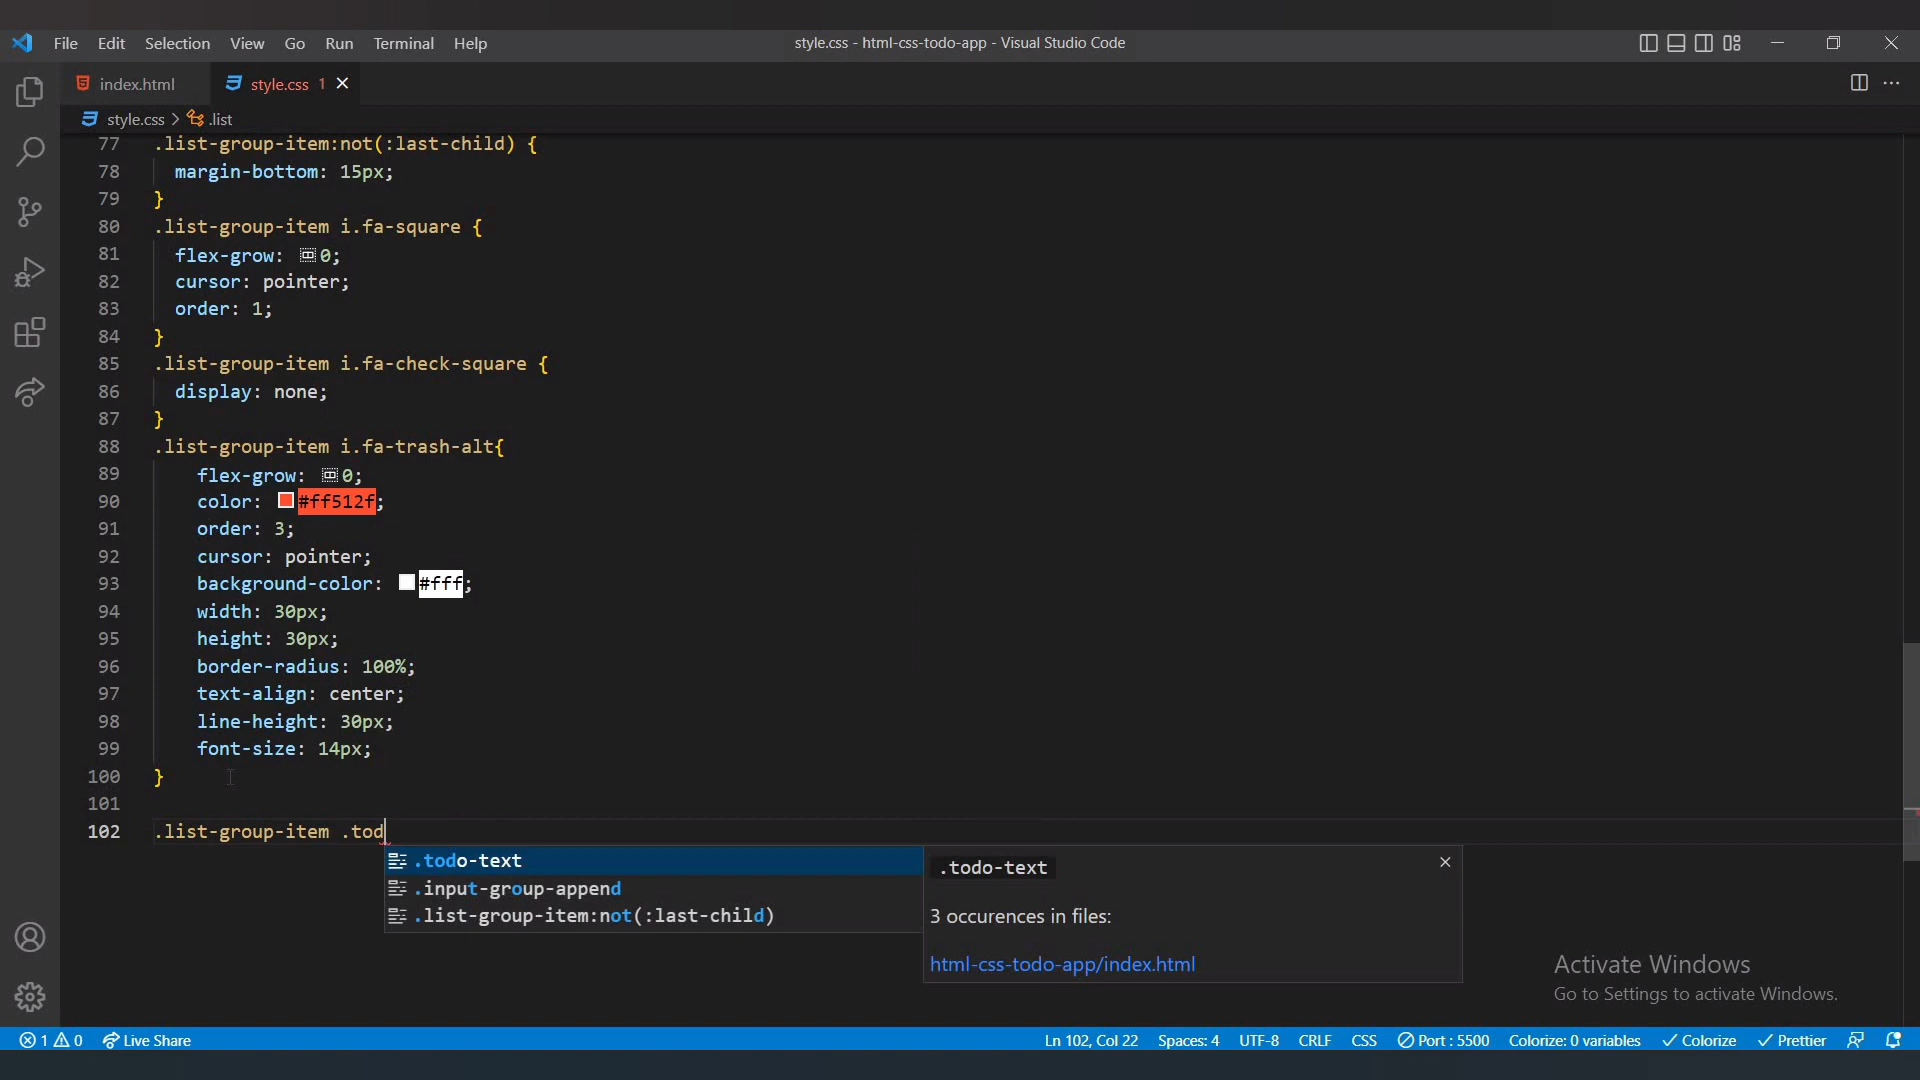 File Edit Selection View Go Run Terminal Help style.css - html-css-todo-app - Visual Studio Code
index.html style.css 1
style.css > .list
77 .list-group-item:not(:last-child) {
78 margin-bottom: 15px;
79 }
80 .list-group-item i.fa-square {
81 flex-grow: 0;
82 cursor: pointer;
83 order: 1;
84 }
85 .list-group-item i.fa-check-square {
86 display: none;
87 }
88 .list-group-item i.fa-trash-alt{
89 flex-grow: 0;
90 color: #ff512f;
91 order: 3;
92 cursor: pointer;
93 background-color: #fff;
94 width: 30px;
95 height: 30px;
96 border-radius: 100%;
97 text-align: center;
98 line-height: 30px;
99 font-size: 14px;
100 }
101
102 .list-group-item .tod
.todo-text
.input-group-append
.list-group-item:not(:last-child)
.todo-text
3 occurences in files:
html-css-todo-app/index.html
Activate Windows
Go to Settings to activate Windows.
1 0 Live Share Ln 102, Col 22 Spaces: 4 UTF-8 CRLF CSS Port : 5500 Colorize: 0 variables Colorize Prettier